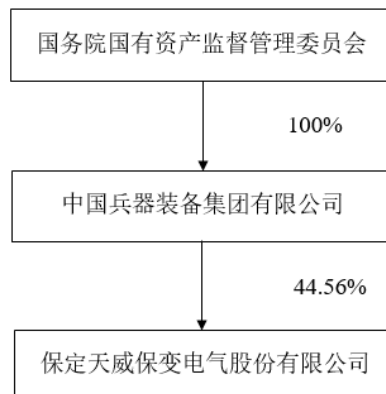 国务院国有资产监督管理委员会
100%
中国兵器装备集团有限公司
44.56%
保定天威保变电气股份有限公司